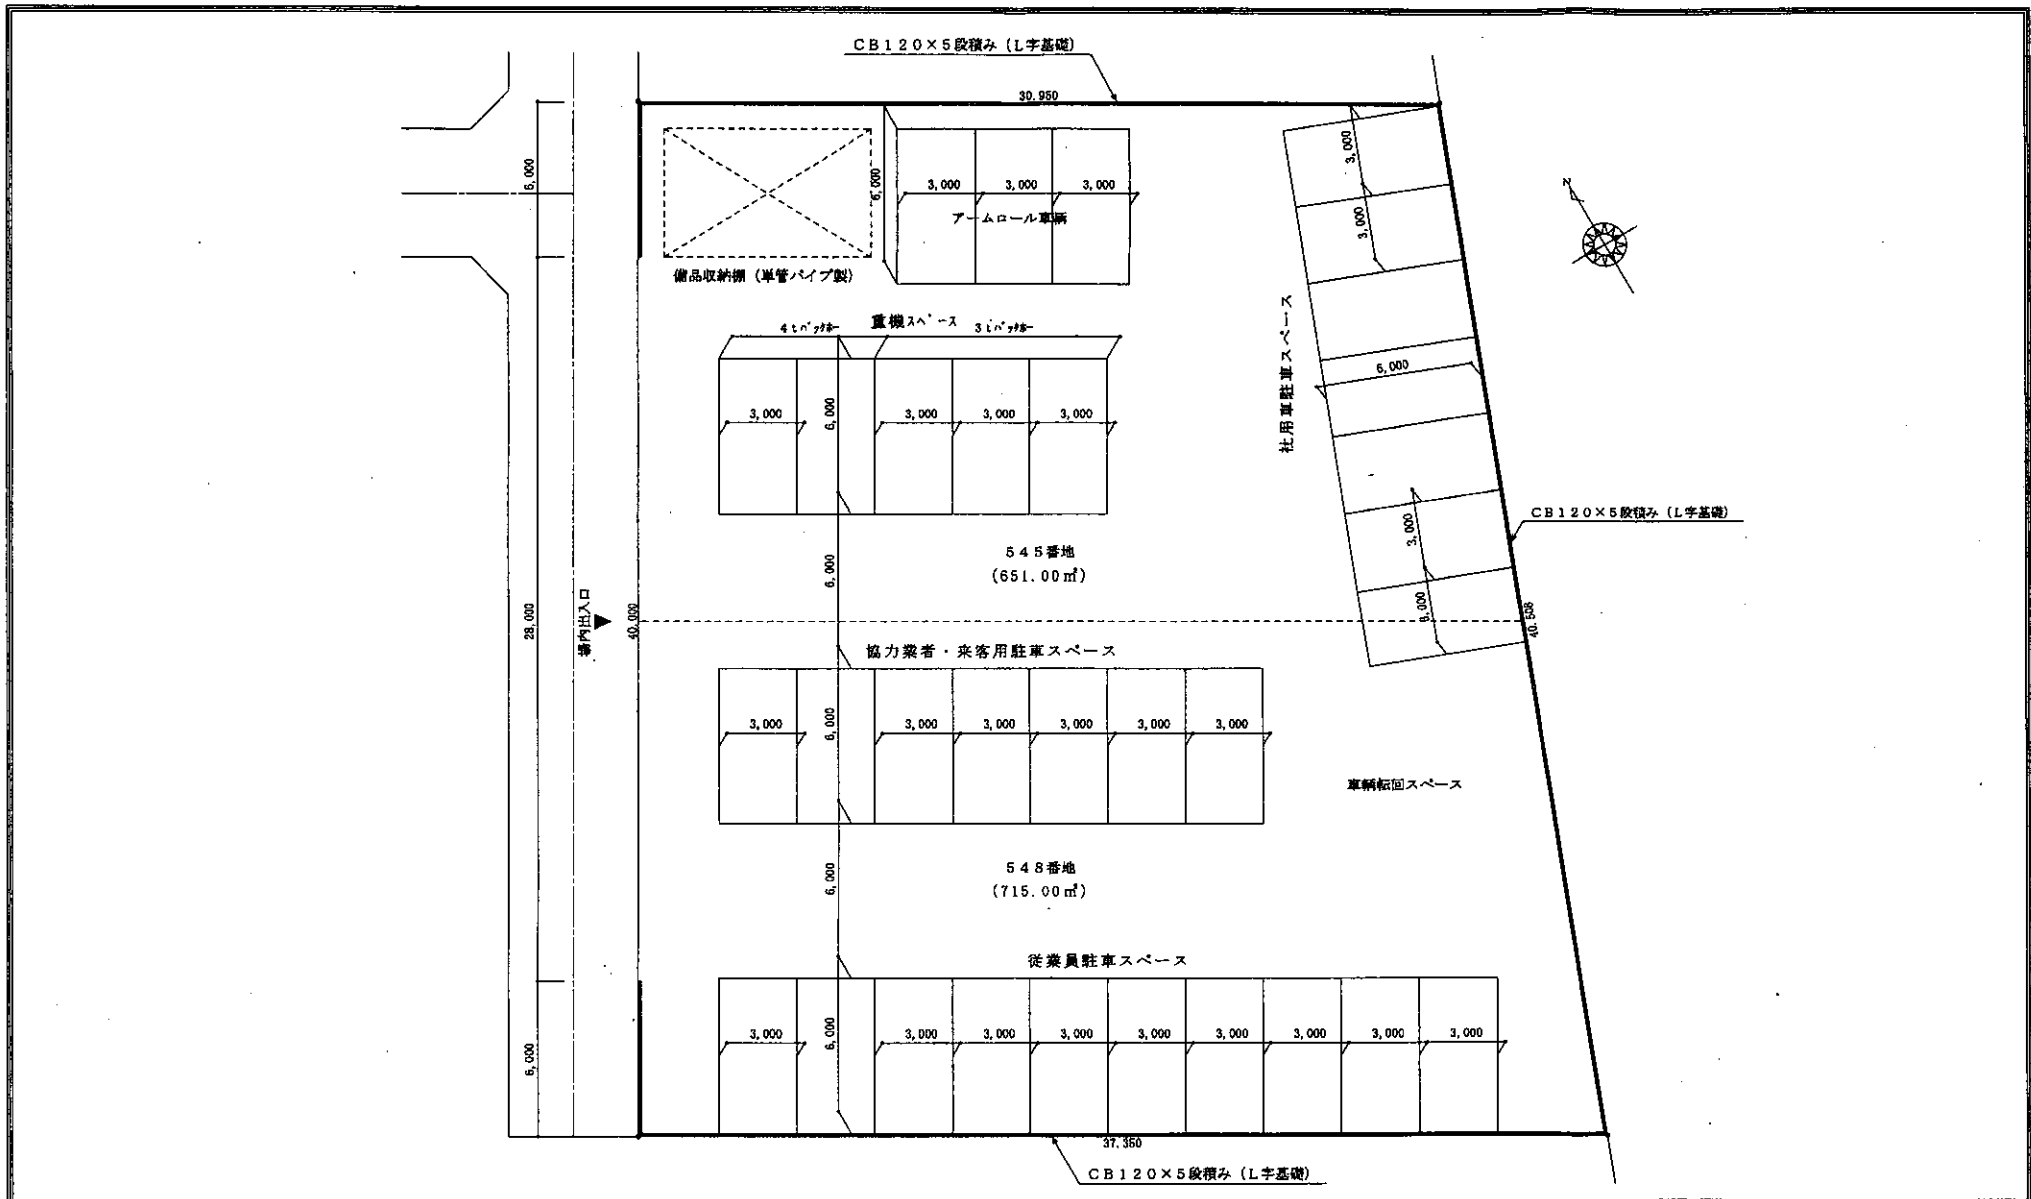 CB120×5段積み (L字基礎)
30.950
6,000
6,000
3,000
3,000
3,000
アームロール車輌
3,000
3,000
N
備品収納棚 (単管パイプ製)
重機スペース
4tバックホー
3tバックホー
社用車駐車スペース
6,000
3,000
6,000
3,000
3,000
3,000
3,000
3,000
CB120×5段積み (L字基礎)
545番地
(651.00㎡)
6,000
28,000
場内出入口
40.000
40.508
協力業者・来客用駐車スペース
3,000
6,000
3,000
3,000
3,000
3,000
3,000
車輌転回スペース
548番地
(715.00㎡)
6,000
従業員駐車スペース
6,000
3,000
6,000
3,000
3,000
3,000
3,000
3,000
3,000
3,000
3,000
37.350
CB120×5段積み (L字基礎)